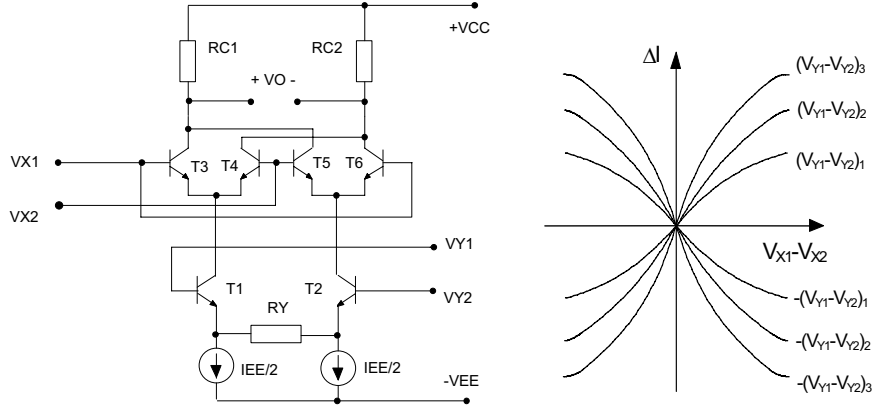 +VCC
RC1
RC2
+ VO -
VX1
T3
T4
T5
T6
VX2
VY1
T1
T2
VY2
RY
IEE/2
IEE/2
-VEE
ΔI
(VY1-VY2)3
(VY1-VY2)2
(VY1-VY2)1
VX1-VX2
-(VY1-VY2)1
-(VY1-VY2)2
-(VY1-VY2)3